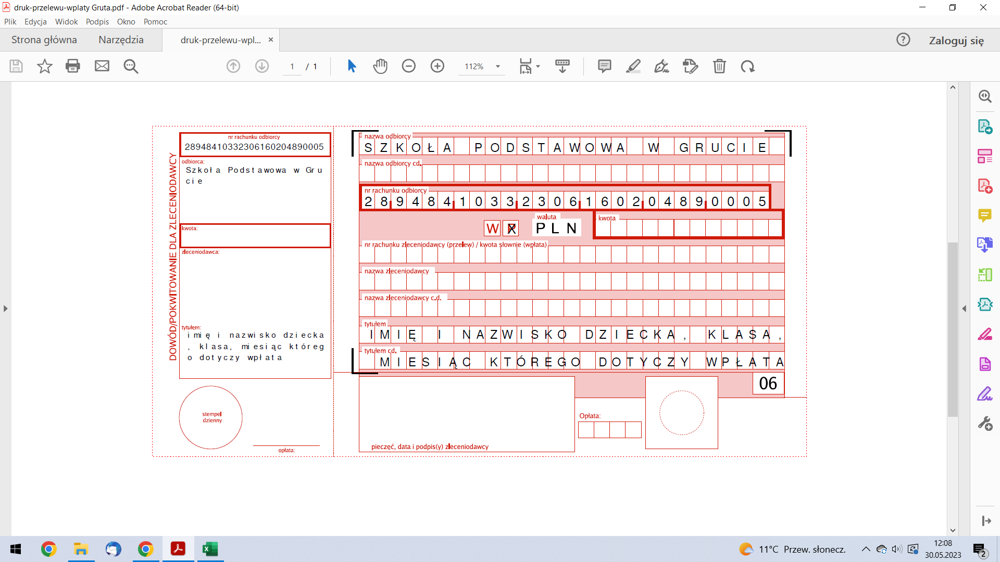 druk-przelewu-wplaty Gruta.pdf - Adobe Acrobat Reader (64-bit)
Plik Edycja Widok Podpis Okno Pomoc
Strona główna Narzędzia druk-przelewu-wpl... × Zaloguj się
1 / 1 112%
DOWÓD/POKWITOWANIE DLA ZLECENIODAWCY
nr rachunku odbiorcy
28948410332306160204890005
odbiorca:
Szkoła Podstawowa w Gru
cie
kwota:
zleceniodawca:
tytułem:
imię i nazwisko dziecka
, klasa, miesiąc któreg
o dotyczy wpłata
stempel
dzienny
opłata:
nazwa odbiorcy
SZKOŁA PODSTAWOWA W GRUCIE
nazwa odbiorcy cd.
nr rachunku odbiorcy
28948410332306160204890005
waluta
kwota
W P X PLN
nr rachunku zleceniodawcy (przelew) / kwota słownie (wpłata)
nazwa zleceniodawcy
nazwa zleceniodawcy c.d.
tytułem
IMIĘ I NAZWISKO DZIECKA, KLASA,
tytułem cd.
MIESIĄC KTÓREGO DOTYCZY WPŁATA
06
Opłata:
pieczęć, data i podpis(y) zleceniodawcy
11°C Przew. słonecz.
12:08
30.05.2023
2